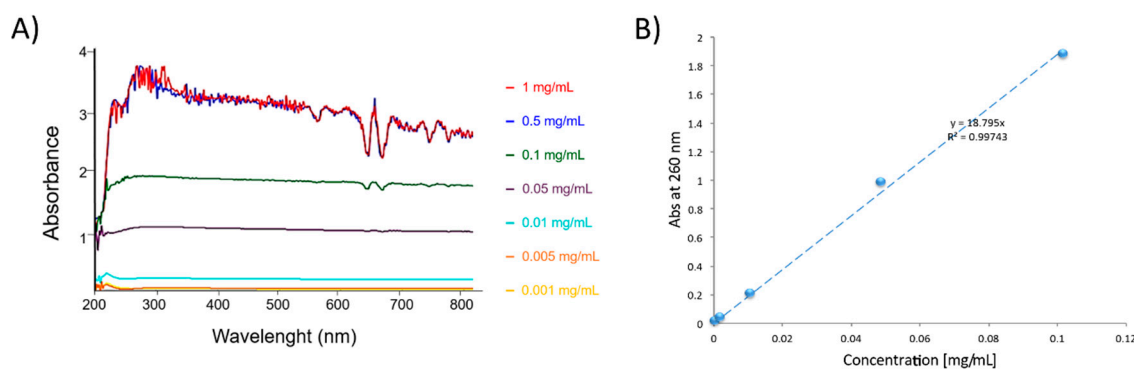 A)
Absorbance
4
3
2
1
200 300 400 500 600 700 800
Wavelenght (nm)
1 mg/mL
0.5 mg/mL
0.1 mg/mL
0.05 mg/mL
0.01 mg/mL
0.005 mg/mL
0.001 mg/mL
B)
Abs at 260 nm
2
1.8
1.6
1.4
1.2
1
0.8
0.6
0.4
0.2
0
y = 18.795x
R² = 0.99743
0 0.02 0.04 0.06 0.08 0.1 0.12
Concentration [mg/mL]